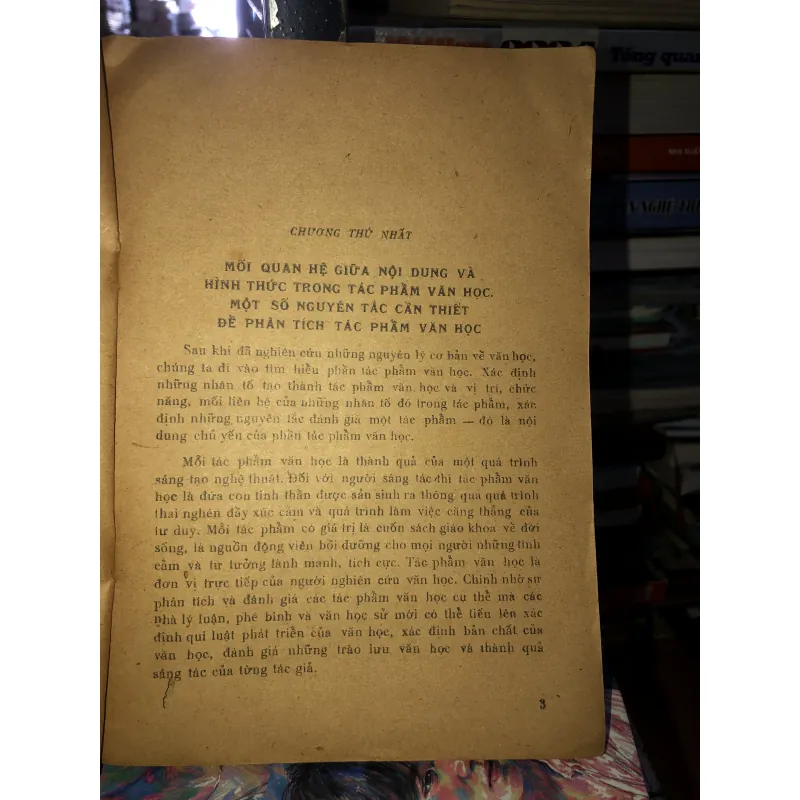 Tổng quan
CHƯƠNG THỨ NHẤT
MỐI QUAN HỆ GIỮA NỘI DUNG VÀ
HÌNH THỨC TRONG TÁC PHẨM VĂN HỌC.
MỘT SỐ NGUYÊN TẮC CẦN THIẾT
ĐỂ PHÂN TÍCH TÁC PHẨM VĂN HỌC
Sau khi đã nghiên cứu những nguyên lý cơ bản về văn học,
chúng ta đi vào tìm hiểu phần tác phẩm văn học. Xác định
những nhân tố tạo thành tác phẩm văn học và vị trí, chức
năng, mối liên hệ của những nhân tố đó trong tác phẩm, xác
định những nguyên tắc đánh giá một tác phẩm — đó là nội
dung chủ yếu của phần tác phẩm văn học.
Mỗi tác phẩm văn học là thành quả của một quá trình
sáng tạo nghệ thuật. Đối với người sáng tác thì tác phẩm văn
học là đứa con tinh thần được sản sinh ra thông qua quá trình
thai nghén đầy xúc cảm và quá trình làm việc căng thẳng của
tư duy. Mỗi tác phẩm có giá trị là cuốn sách giáo khoa về đời
sống, là nguồn động viên bồi dưỡng cho mọi người những tình
cảm và tư tưởng lành mạnh, tích cực. Tác phẩm văn học là
đơn vị trực tiếp của người nghiên cứu văn học. Chính nhờ sự
phân tích và đánh giá các tác phẩm văn học cụ thể mà các
nhà lý luận, phê bình và văn học sử mới có thể tiến lên xác
định qui luật phát triển của văn học, xác định bản chất của
văn học, đánh giá những trào lưu văn học và thành quả
sáng tác của từng tác giả.
3